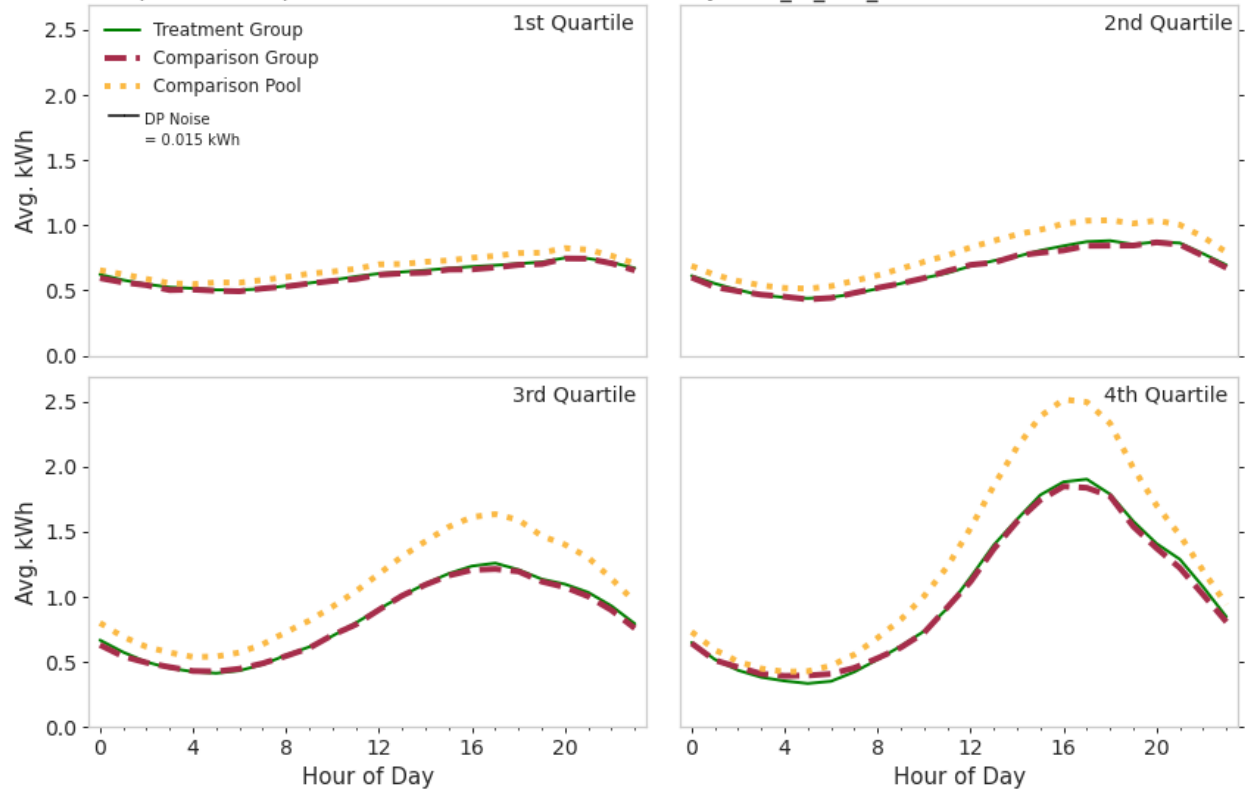 1st Quartile
2nd Quartile
Treatment Group
Comparison Group
Comparison Pool
DP Noise
= 0.015 kWh
Avg. kWh
2.5
2.0
1.5
1.0
0.5
0.0
3rd Quartile
4th Quartile
Avg. kWh
2.5
2.0
1.5
1.0
0.5
0.0
0 4 8 12 16 20
0 4 8 12 16 20
Hour of Day
Hour of Day